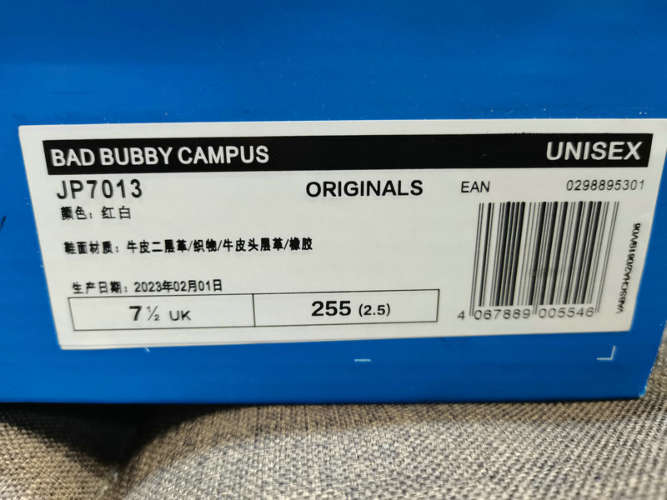 BAD BUBBY CAMPUS UNISEX
JP7013 ORIGINALS EAN 0298895301
颜色：红白
鞋面材质：牛皮二层革/织物/牛皮头层革/橡胶
生产日期：2023年02月01日
7½ UK 255 (2.5)
4 067889 005546